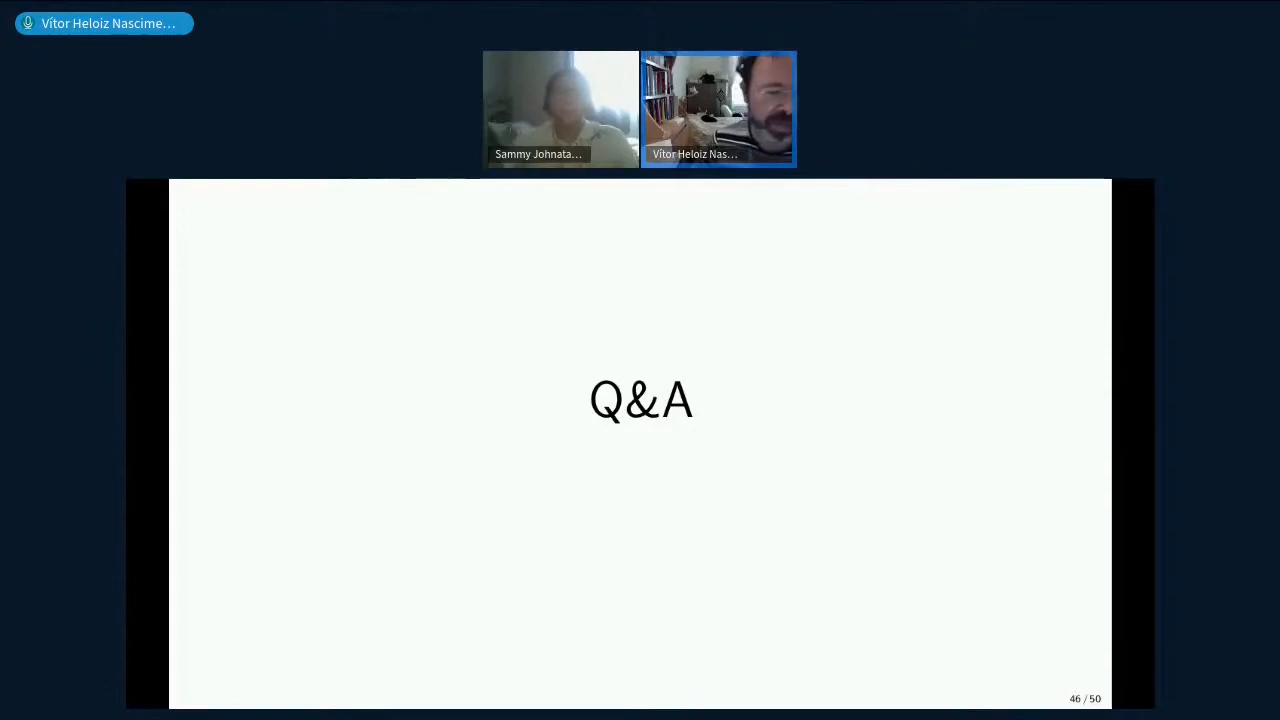 Vítor Heloiz Nascime…
Sammy Johnata…
Vítor Heloiz Nas…
Q&A
46 / 50